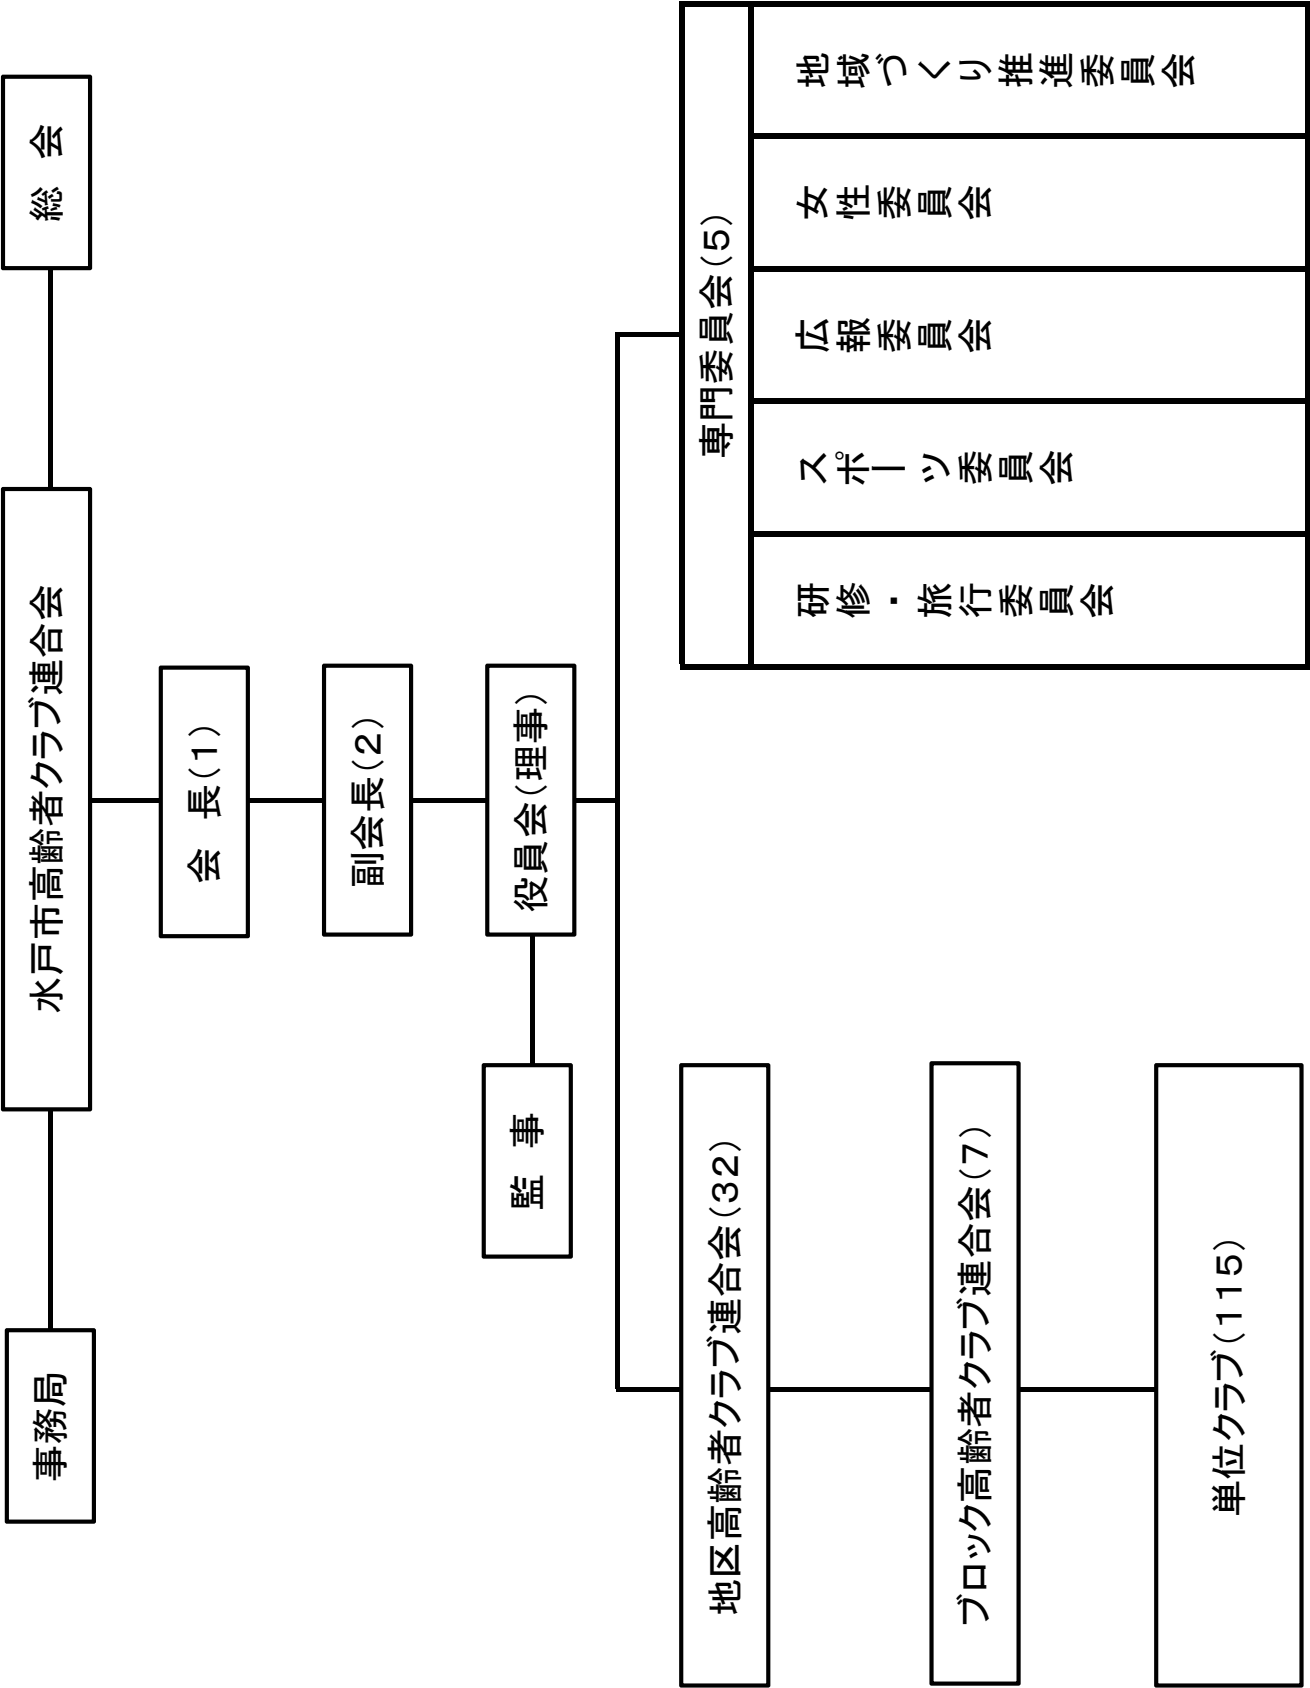 事務局
水戸市高齢者クラブ連合会
総　会
会　長(1)
副会長(2)
監　事
役員会(理事)
地区高齢者クラブ連合会(32)
ブロック高齢者クラブ連合会(7)
単位クラブ(115)
専門委員会(5)
研修・旅行委員会
スポーツ委員会
広報委員会
女性委員会
地域づくり推進委員会